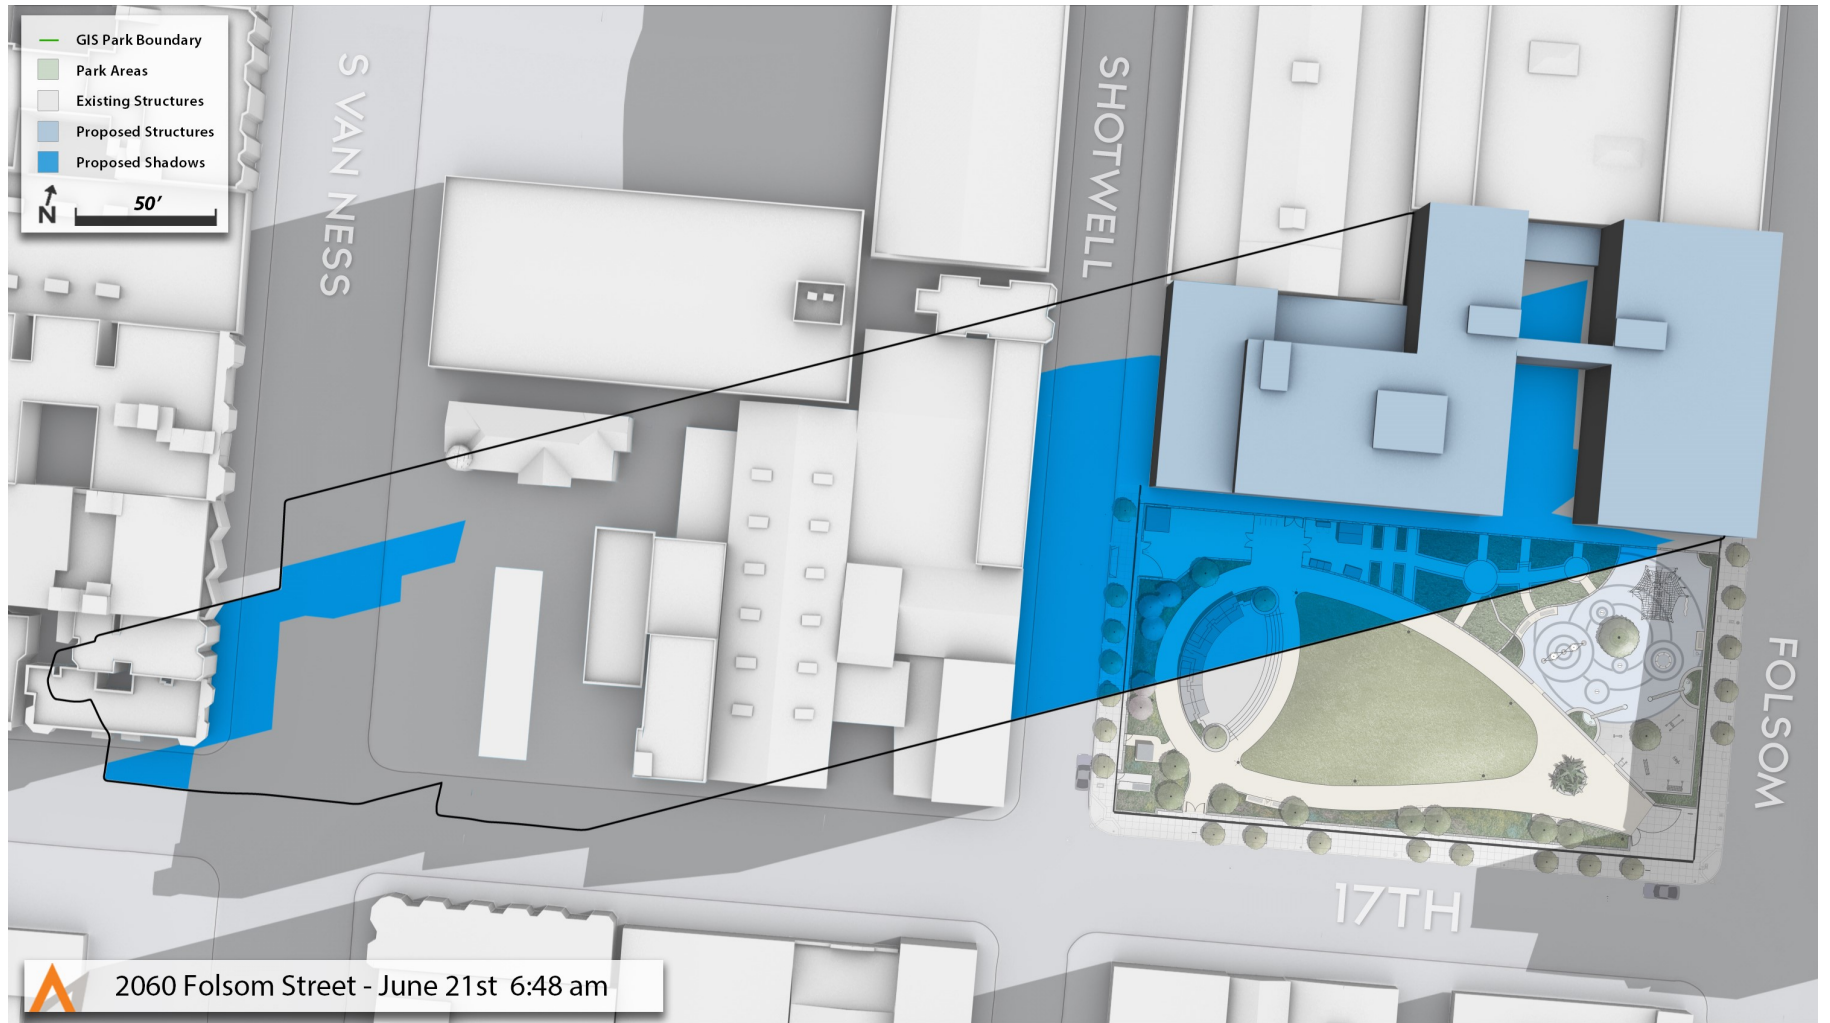 GIS Park Boundary
Park Areas
Existing Structures
Proposed Structures
Proposed Shadows
N
50’
S VAN NESS
SHOTWELL
FOLSOM
17TH
2060 Folsom Street - June 21st 6:48 am